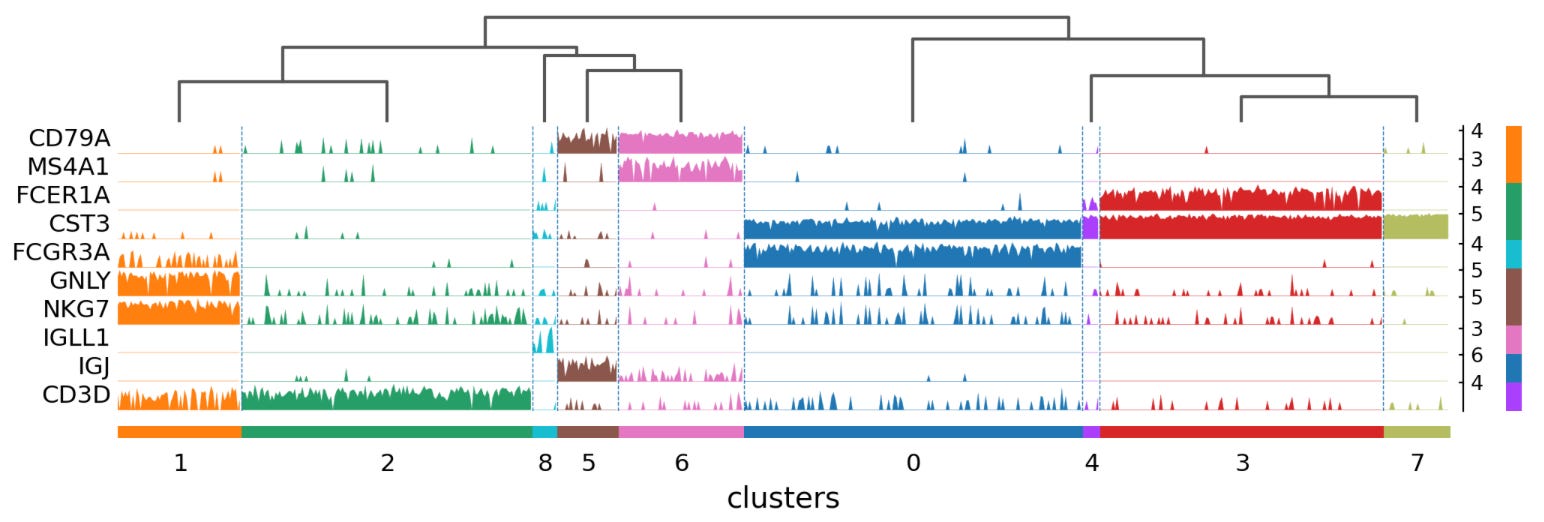 CD79A 4
MS4A1 3
FCER1A 4
CST3 5
FCGR3A 4
GNLY 5
NKG7 5
IGLL1 3
IGJ 6
CD3D 4
1 2 8 5 6 0 4 3 7
clusters